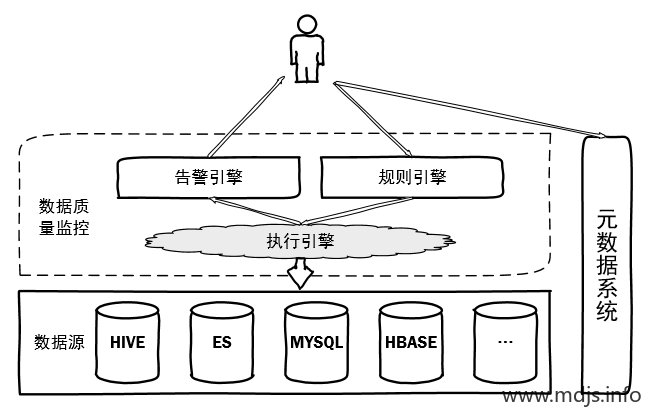 告警引擎
规则引擎
数据质
量监控
执行引擎
数据源
HIVE
ES
MYSQL
HBASE
...
元数据系统
www.mdjs.info